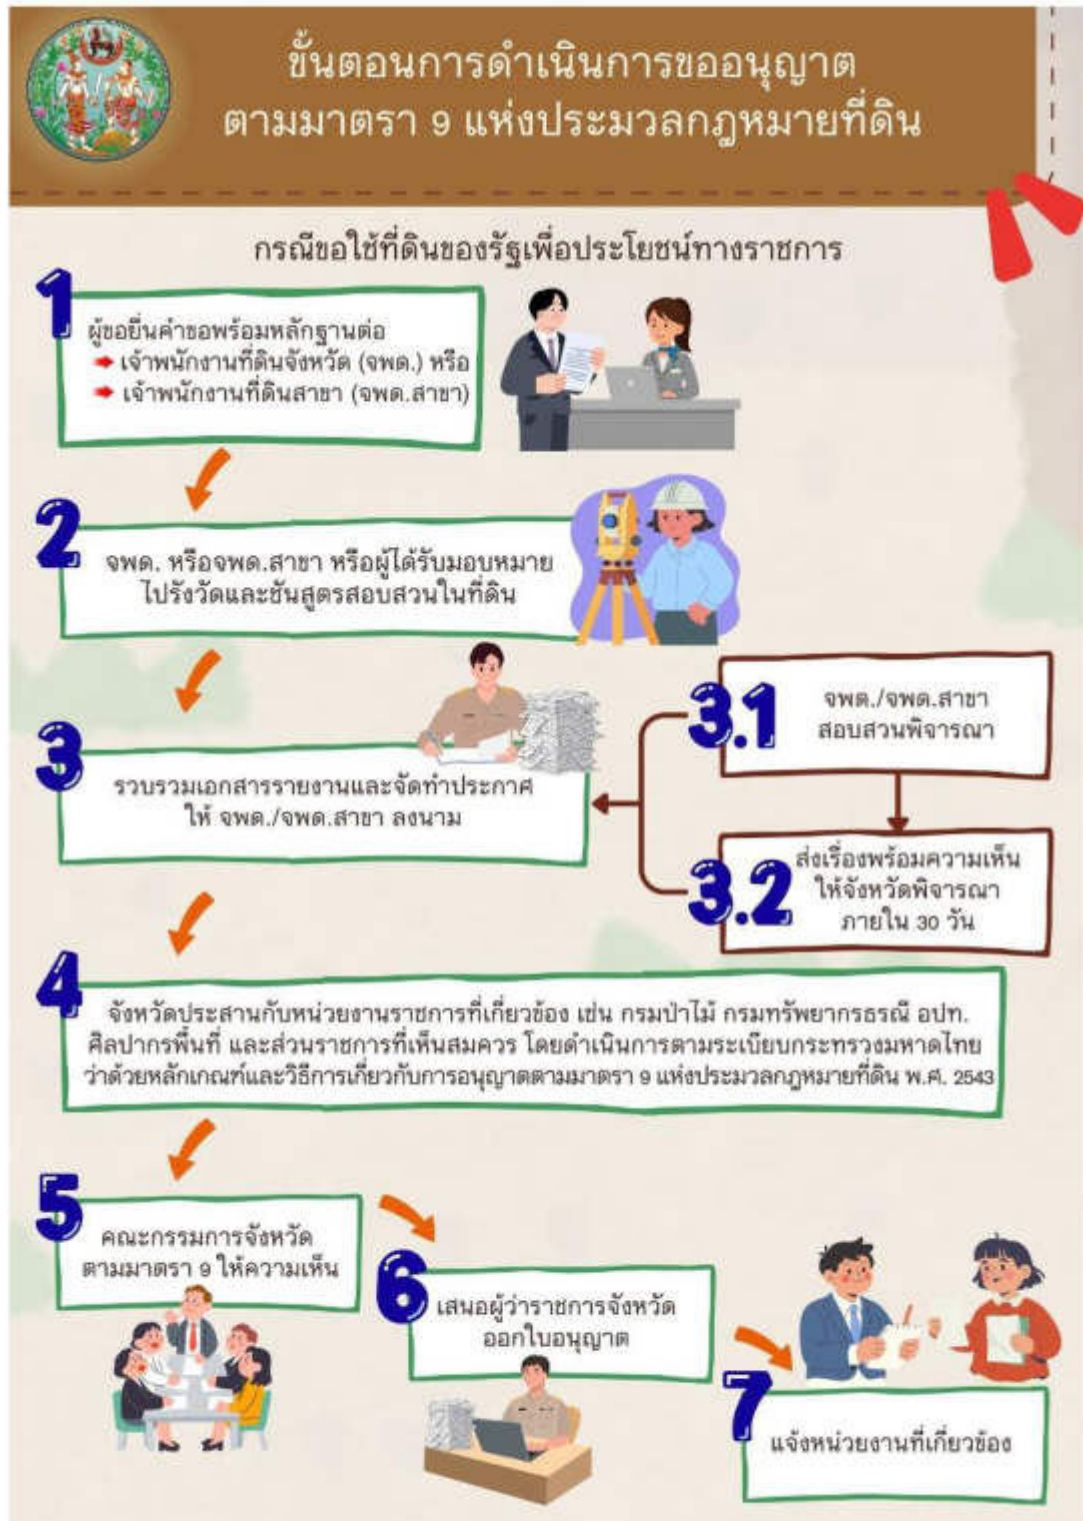 ขั้นตอนการดำเนินการขออนุญาต
ตามมาตรา 9 แห่งประมวลกฎหมายที่ดิน
กรณีขอใช้ที่ดินของรัฐเพื่อประโยชน์ทางราชการ
1
ผู้ขอยื่นคำขอพร้อมหลักฐานต่อ
เจ้าพนักงานที่ดินจังหวัด (จพด.) หรือ
เจ้าพนักงานที่ดินสาขา (จพด.สาขา)
2
จพด. หรือจพด.สาขา หรือผู้ได้รับมอบหมาย
ไปรังวัดและชันสูตรสอบสวนในที่ดิน
3
รวบรวมเอกสารรายงานและจัดทำประกาศ
ให้ จพด./จพด.สาขา ลงนาม
3.1
จพด./จพด.สาขา
สอบสวนพิจารณา
3.2
ส่งเรื่องพร้อมความเห็น
ให้จังหวัดพิจารณา
ภายใน 30 วัน
4
จังหวัดประสานกับหน่วยงานราชการที่เกี่ยวข้อง เช่น กรมป่าไม้ กรมทรัพยากรธรณี อปท.
ศิลปากรพื้นที่ และส่วนราชการที่เห็นสมควร โดยดำเนินการตามระเบียบกระทรวงมหาดไทย
ว่าด้วยหลักเกณฑ์และวิธีการเกี่ยวกับการอนุญาตตามมาตรา 9 แห่งประมวลกฎหมายที่ดิน พ.ศ. 2543
5
คณะกรรมการจังหวัด
ตามมาตรา 9 ให้ความเห็น
6
เสนอผู้ว่าราชการจังหวัด
ออกใบอนุญาต
7
แจ้งหน่วยงานที่เกี่ยวข้อง